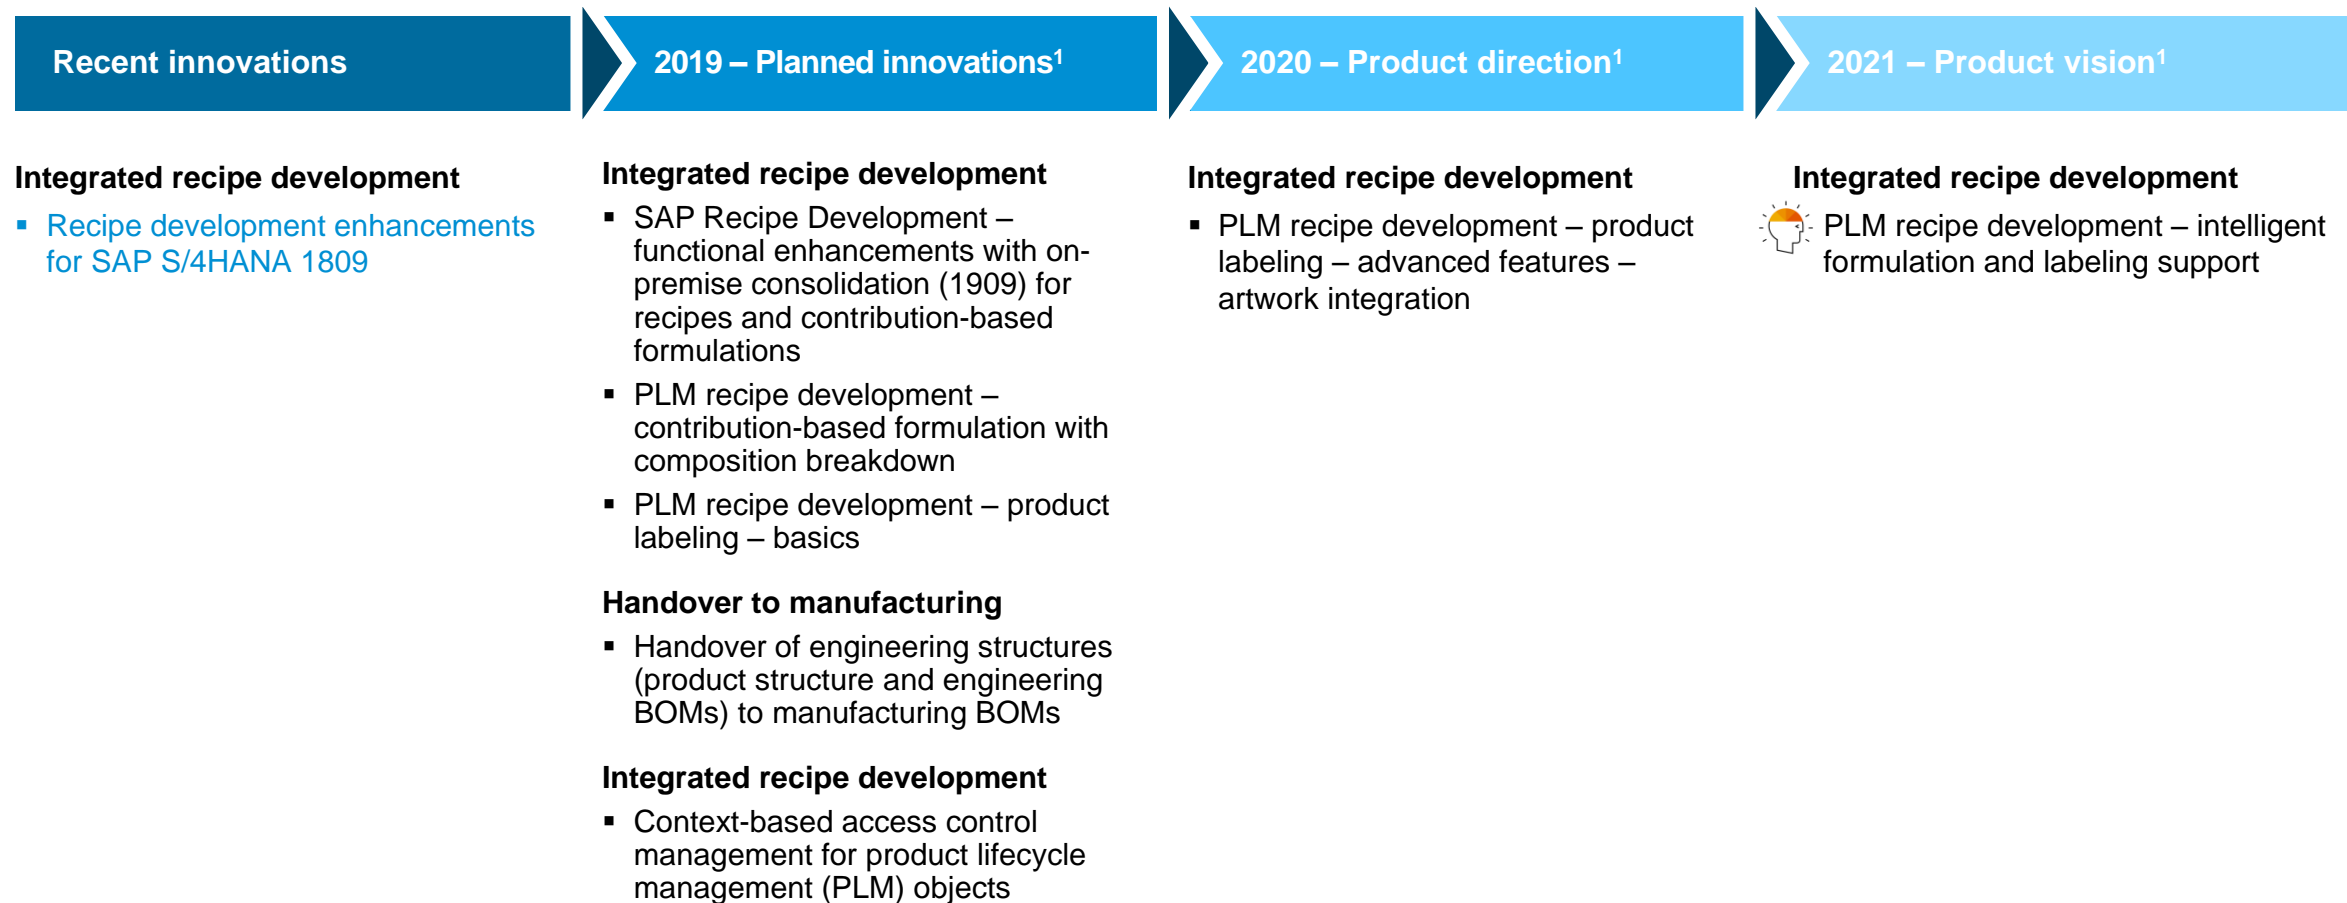 Recent innovations
2019 – Planned innovations¹
2020 – Product direction¹
2021 – Product vision¹
Integrated recipe development
▪ Recipe development enhancements
for SAP S/4HANA 1809
Integrated recipe development
▪ SAP Recipe Development –
functional enhancements with on-
premise consolidation (1909) for
recipes and contribution-based
formulations
▪ PLM recipe development –
contribution-based formulation with
composition breakdown
▪ PLM recipe development – product
labeling – basics
Handover to manufacturing
▪ Handover of engineering structures
(product structure and engineering
BOMs) to manufacturing BOMs
Integrated recipe development
▪ Context-based access control
management for product lifecycle
management (PLM) objects
Integrated recipe development
▪ PLM recipe development – product
labeling – advanced features –
artwork integration
Integrated recipe development
PLM recipe development – intelligent
formulation and labeling support